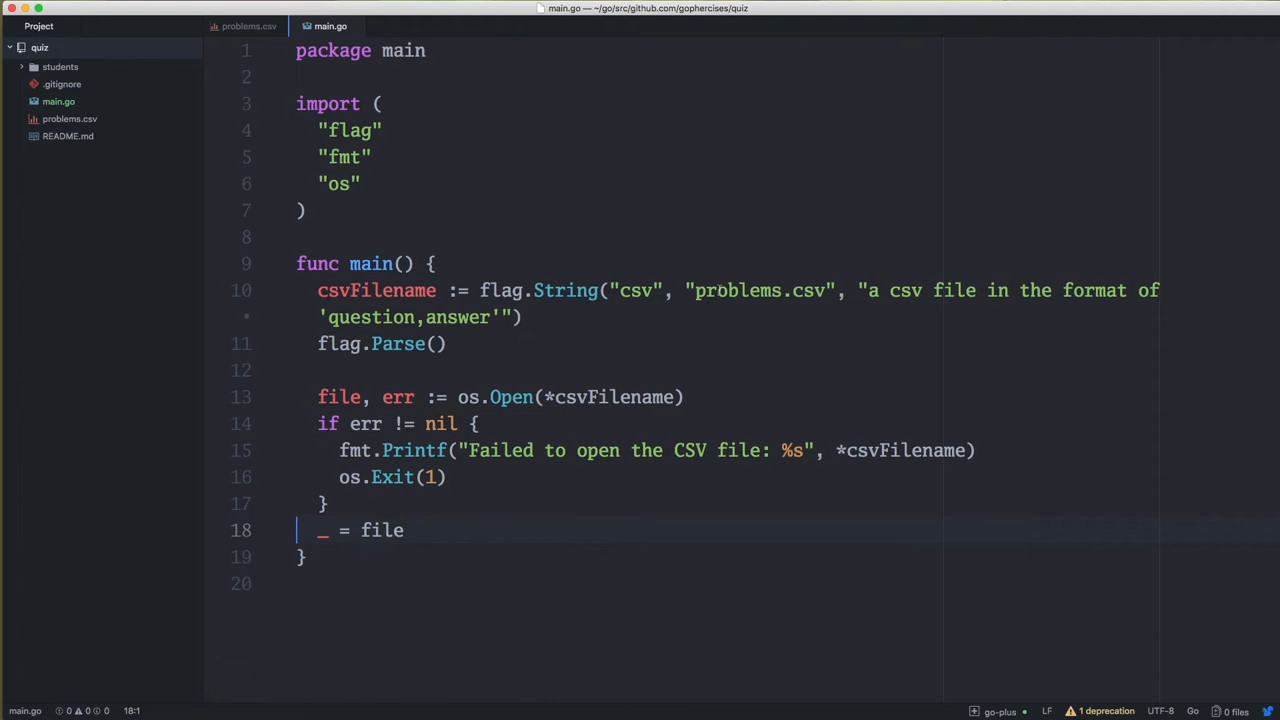 main.go — ~/go/src/github.com/gophercises/quiz
Project
problems.csv
main.go
quiz
students
.gitignore
main.go
problems.csv
README.md
1 package main
2
3 import (
4 "flag"
5 "fmt"
6 "os"
7 )
8
9 func main() {
10 csvFilename := flag.String("csv", "problems.csv", "a csv file in the format of
• 'question,answer'")
11 flag.Parse()
12
13 file, err := os.Open(*csvFilename)
14 if err != nil {
15 fmt.Printf("Failed to open the CSV file: %s", *csvFilename)
16 os.Exit(1)
17 }
18 _ = file
19 }
20
main.go 0 0 0 18:1 go-plus LF 1 deprecation UTF-8 Go 0 files